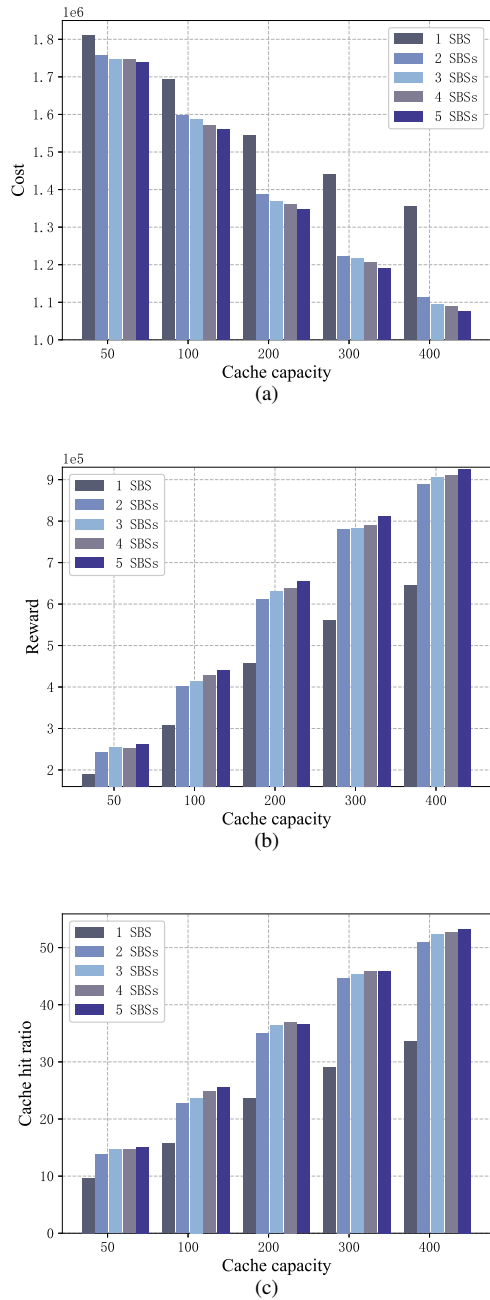 1e6
1.8
1.7
1.6
1.5
1.4
1.3
1.2
1.1
1.0
Cost
1 SBS
2 SBSs
3 SBSs
4 SBSs
5 SBSs
50 100 200 300 400
Cache capacity
(a)
1e5
9
8
7
6
5
4
3
2
Reward
1 SBS
2 SBSs
3 SBSs
4 SBSs
5 SBSs
50 100 200 300 400
Cache capacity
(b)
50
40
30
20
10
0
Cache hit ratio
1 SBS
2 SBSs
3 SBSs
4 SBSs
5 SBSs
50 100 200 300 400
Cache capacity
(c)